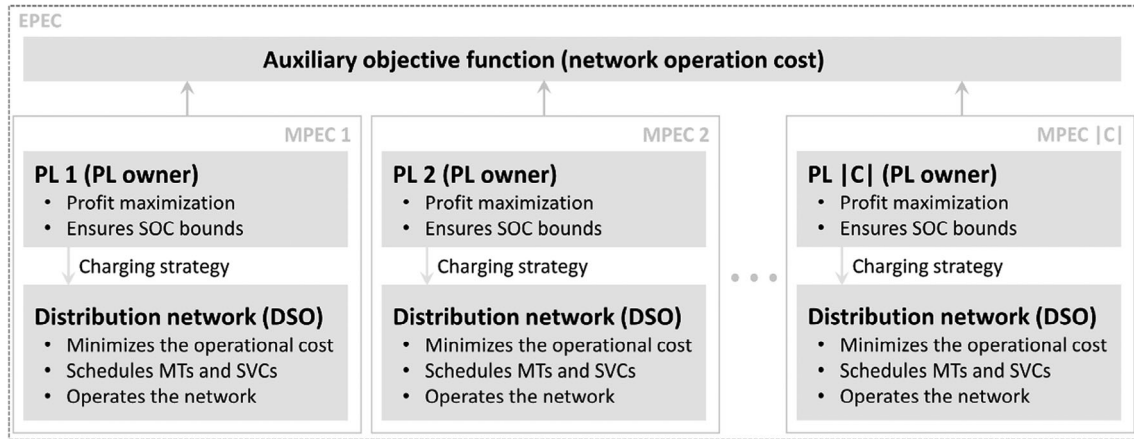 EPEC
Auxiliary objective function (network operation cost)
MPEC 1
PL 1 (PL owner)
• Profit maximization
• Ensures SOC bounds
Charging strategy
Distribution network (DSO)
• Minimizes the operational cost
• Schedules MTs and SVCs
• Operates the network
MPEC 2
PL 2 (PL owner)
• Profit maximization
• Ensures SOC bounds
Charging strategy
Distribution network (DSO)
• Minimizes the operational cost
• Schedules MTs and SVCs
• Operates the network
MPEC |C|
PL |C| (PL owner)
• Profit maximization
• Ensures SOC bounds
Charging strategy
Distribution network (DSO)
• Minimizes the operational cost
• Schedules MTs and SVCs
• Operates the network